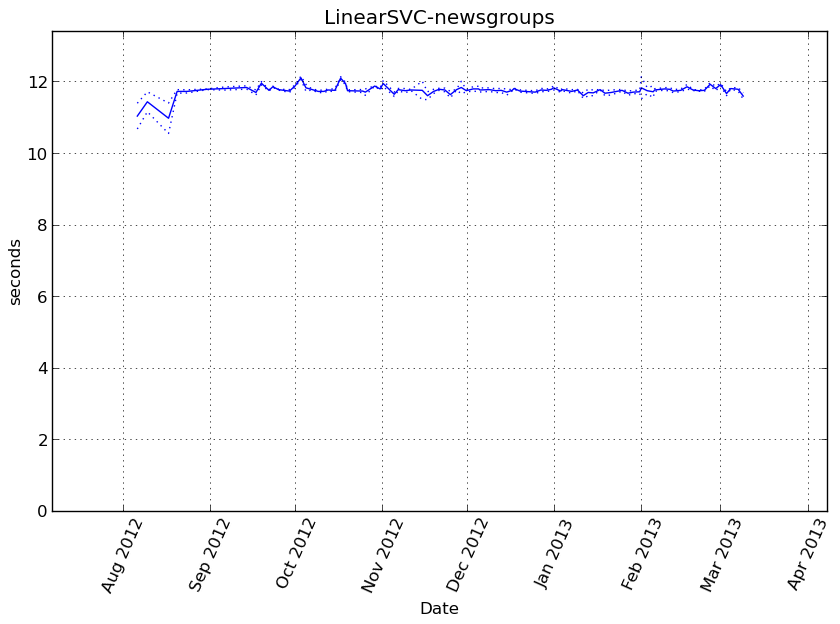 LinearSVC-newsgroups
12
10
8
6
4
2
0
seconds
Aug 2012
Sep 2012
Oct 2012
Nov 2012
Dec 2012
Jan 2013
Feb 2013
Mar 2013
Apr 2013
Date